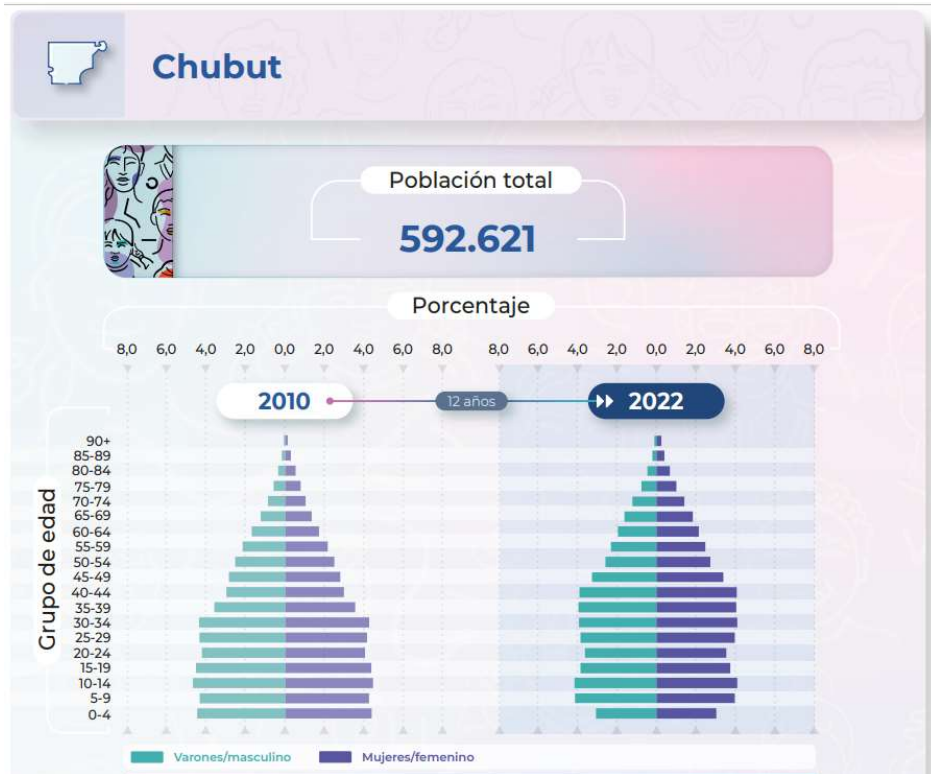 Chubut
Población total
592.621
Porcentaje
8,0 6,0 4,0 2,0 0,0 2,0 4,0 6,0 8,0 8,0 6,0 4,0 2,0 0,0 2,0 4,0 6,0 8,0
2010 12 años 2022
Grupo de edad
90+
85-89
80-84
75-79
70-74
65-69
60-64
55-59
50-54
45-49
40-44
35-39
30-34
25-29
20-24
15-19
10-14
5-9
0-4
Varones/masculino Mujeres/femenino